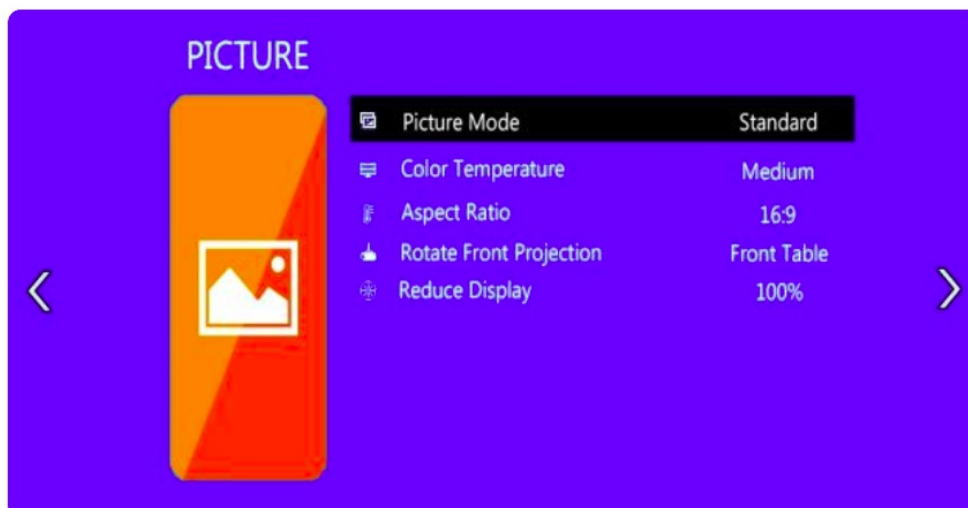 PICTURE
Picture Mode Standard
Color Temperature Medium
Aspect Ratio 16:9
Rotate Front Projection Front Table
Reduce Display 100%